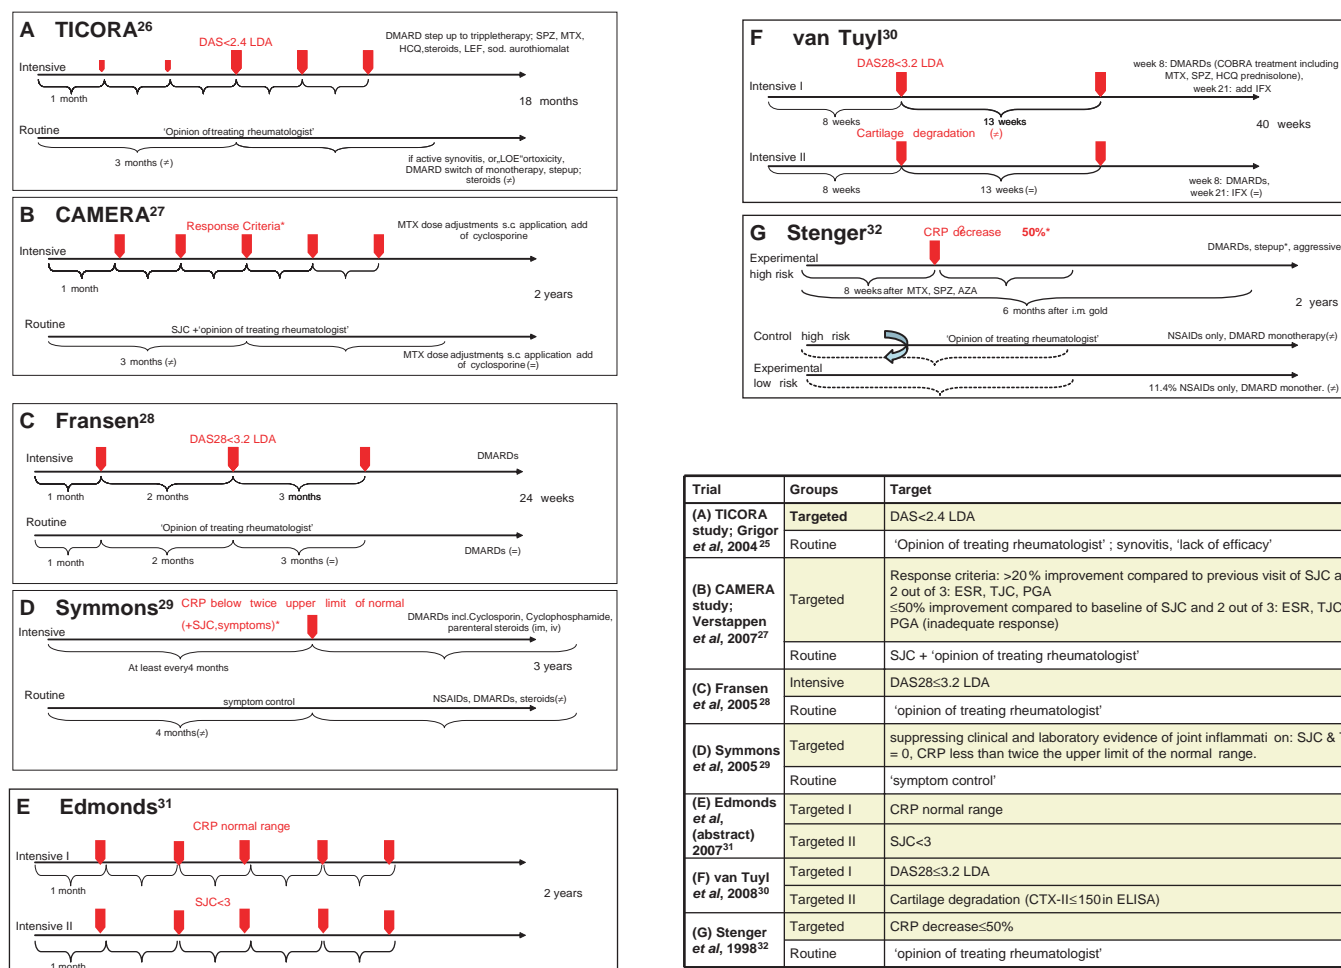 A TICORA26
DAS<2.4 LDA
DMARD step up to trippletherapy; SPZ, MTX,
HCQ,steroids, LEF, sod. aurothiomalat
Intensive
1 month
18 months
Routine
'Opinion of treating rheumatologist'
3 months (≠)
if active synovitis, or„LOE“ortoxicity,
DMARD switch of monotherapy, stepup;
steroids (≠)
B CAMERA27
Response Criteria*
MTX dose adjustments s.c. application, add
of cyclosporine
Intensive
1 month
2 years
Routine
SJC +'opinion of treating rheumatologist'
3 months (≠)
MTX dose adjustments s.c. application add
of cyclosporine (=)
C Fransen28
DAS28<3.2 LDA
Intensive
DMARDs
1 month
2 months
3 months
24 weeks
Routine
'Opinion of treating rheumatologist'
DMARDs (=)
1 month
2 months
3 months (=)
D Symmons29
CRP below twice upper limit of normal
(+SJC,symptoms)*
DMARDs incl.Cyclosporin, Cyclophosphamide,
parenteral steroids (im, iv)
Intensive
At least every4 months
3 years
Routine
symptom control
NSAIDs, DMARDs, steroids(≠)
4 months(≠)
E Edmonds31
CRP normal range
Intensive I
1 month
2 years
SJC<3
Intensive II
1 month
F van Tuyl30
DAS28<3.2 LDA
week 8: DMARDs (COBRA treatment including
MTX, SPZ, HCQ prednisolone),
week 21: add IFX
Intensive I
8 weeks
13 weeks
40 weeks
Cartilage degradation (≠)
Intensive II
8 weeks
13 weeks (=)
week 8: DMARDs,
week 21: IFX (=)
G Stenger32
CRP decrease 50%*
DMARDs, stepup*, aggressive
Experimental
high risk
8 weeks after MTX, SPZ, AZA
6 months after i.m. gold
2 years
Control high risk
'Opinion of treating rheumatologist'
NSAIDs only, DMARD monotherapy(≠)
Experimental
low risk
11.4% NSAIDs only, DMARD monother. (≠)
Trial Groups Target
(A) TICORA study; Grigor et al, 2004 25
Targeted DAS<2.4 LDA
Routine 'Opinion of treating rheumatologist' ; synovitis, 'lack of efficacy'
(B) CAMERA study; Verstappen et al, 2007 27
Targeted
Response criteria: >20% improvement compared to previous visit of SJC
2 out of 3: ESR, TJC, PGA
≤50% improvement compared to baseline of SJC and 2 out of 3: ESR, TJC
PGA (inadequate response)
Routine SJC + 'opinion of treating rheumatologist'
(C) Fransen et al, 2005 28
Intensive DAS28≤3.2 LDA
Routine 'opinion of treating rheumatologist'
(D) Symmons et al, 2005 29
Targeted
suppressing clinical and laboratory evidence of joint inflammati on: SJC &
= 0, CRP less than twice the upper limit of the normal range.
Routine 'symptom control'
(E) Edmonds et al, (abstract) 2007 31
Targeted I CRP normal range
Targeted II SJC<3
(F) van Tuyl et al, 2008 30
Targeted I DAS28≤3.2 LDA
Targeted II Cartilage degradation (CTX-II≤150in ELISA)
(G) Stenger et al, 1998 32
Targeted CRP decrease≤50%
Routine 'opinion of treating rheumatologist'